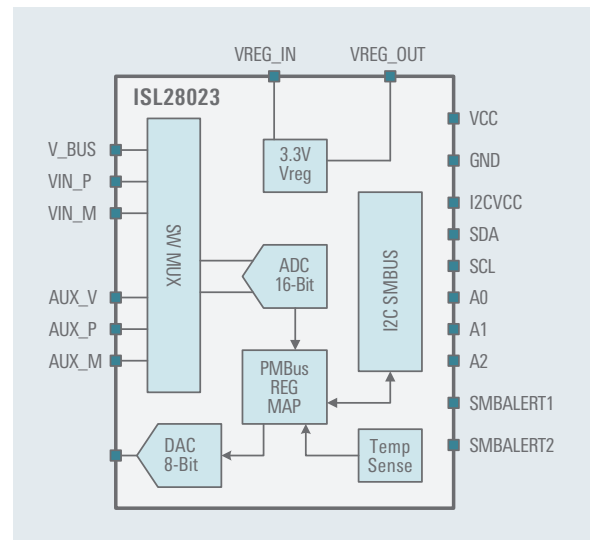 VREG_IN
VREG_OUT
ISL28023
VCC
V_BUS
3.3V
Vreg
GND
VIN_P
I2CVCC
VIN_M
SW MUX
SDA
ADC
16-Bit
I2C SMBUS
SCL
AUX_V
A0
AUX_P
A1
AUX_M
PMBus
REG
MAP
A2
SMBALERT1
DAC
8-Bit
Temp
Sense
SMBALERT2